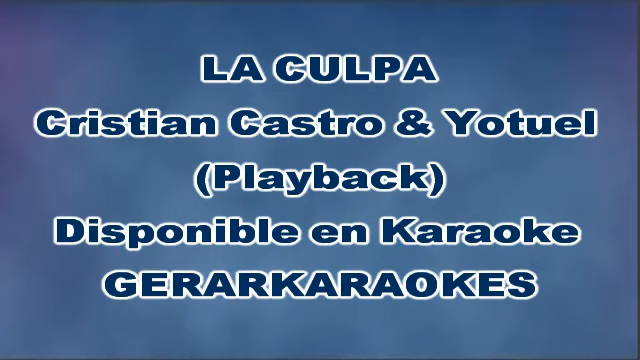 LA CULPA
Cristian Castro & Yotuel
(Playback)
Disponible en Karaoke
GERARKARAOKES